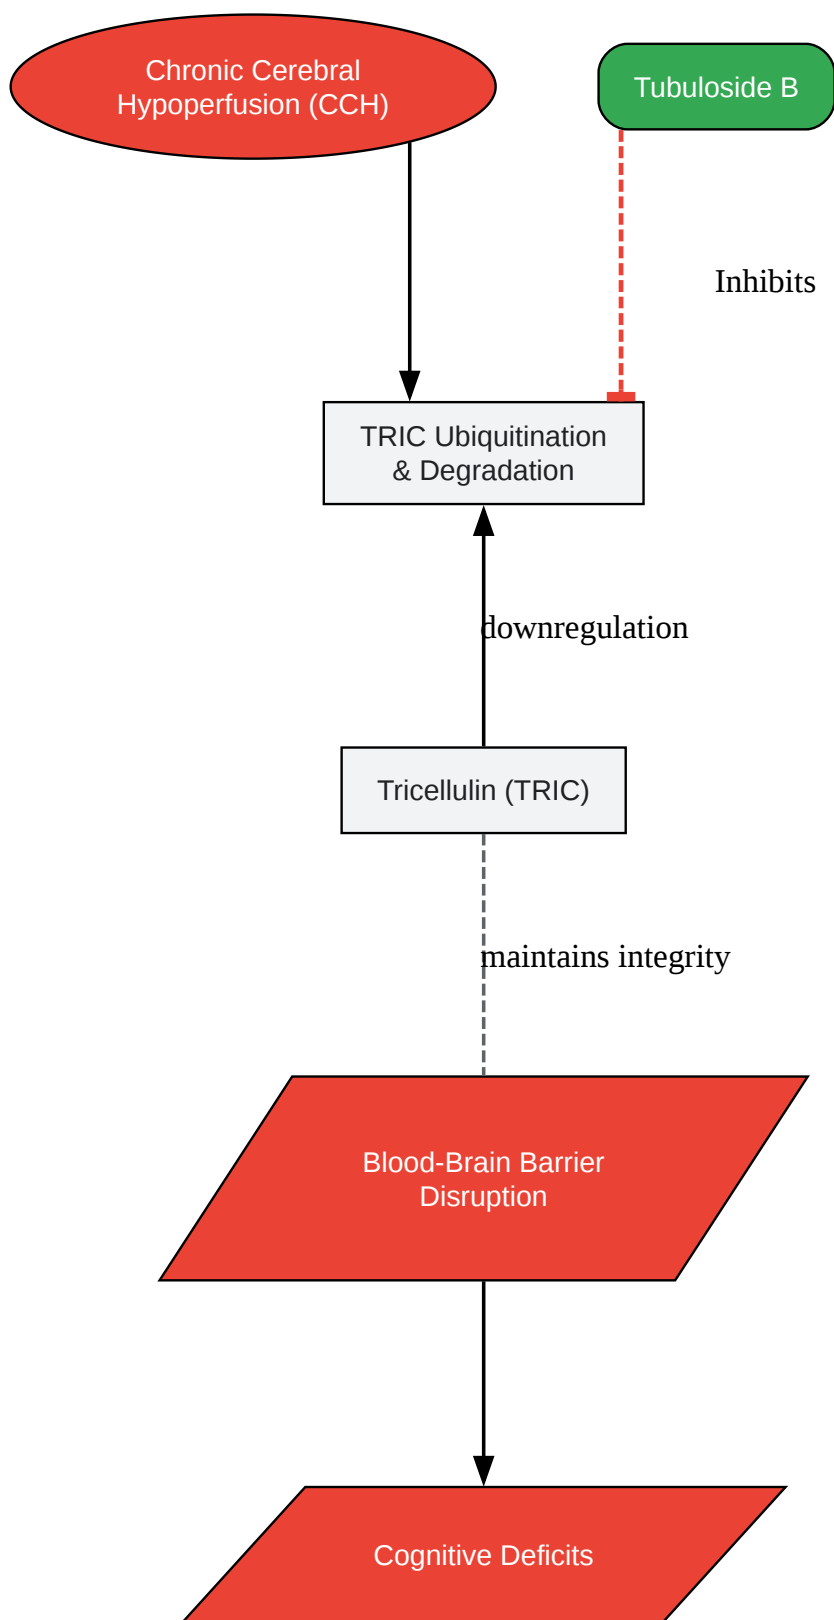 Chronic Cerebral
Hypoperfusion (CCH)
Tubuloside B
Inhibits
TRIC Ubiquitination
& Degradation
downregulation
Tricellulin (TRIC)
maintains integrity
Blood-Brain Barrier
Disruption
Cognitive Deficits